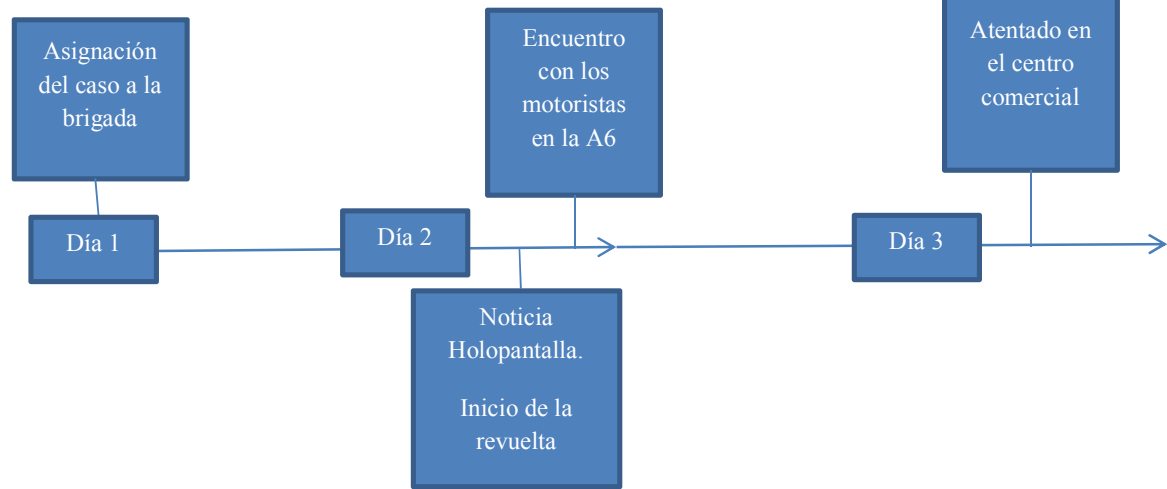 Asignación
del caso a la
brigada
Día 1
Día 2
Noticia
Holopantalla.
Inicio de la
revuelta
Encuentro
con los
motoristas
en la A6
Día 3
Atentado en
el centro
comercial